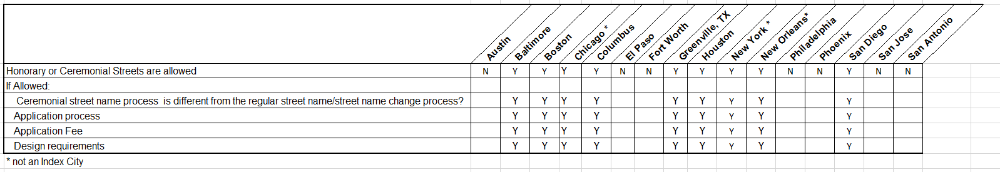 Austin Baltimore Boston Chicago * Columbus El Paso Fort Worth Greenville, TX Houston New York * New Orleans* Philadelphia Phoenix San Diego San Jose San Antonio
Honorary or Ceremonial Streets are allowed N Y Y Y Y N N Y Y Y Y N N Y N N
If Allowed:
Ceremonial street name process is different from the regular street name/street name change process? Y Y Y Y Y Y Y Y Y
Application process Y Y Y Y Y Y Y Y Y
Application Fee Y Y Y Y Y Y Y Y Y
Design requirements Y Y Y Y Y Y Y Y Y
* not an Index City